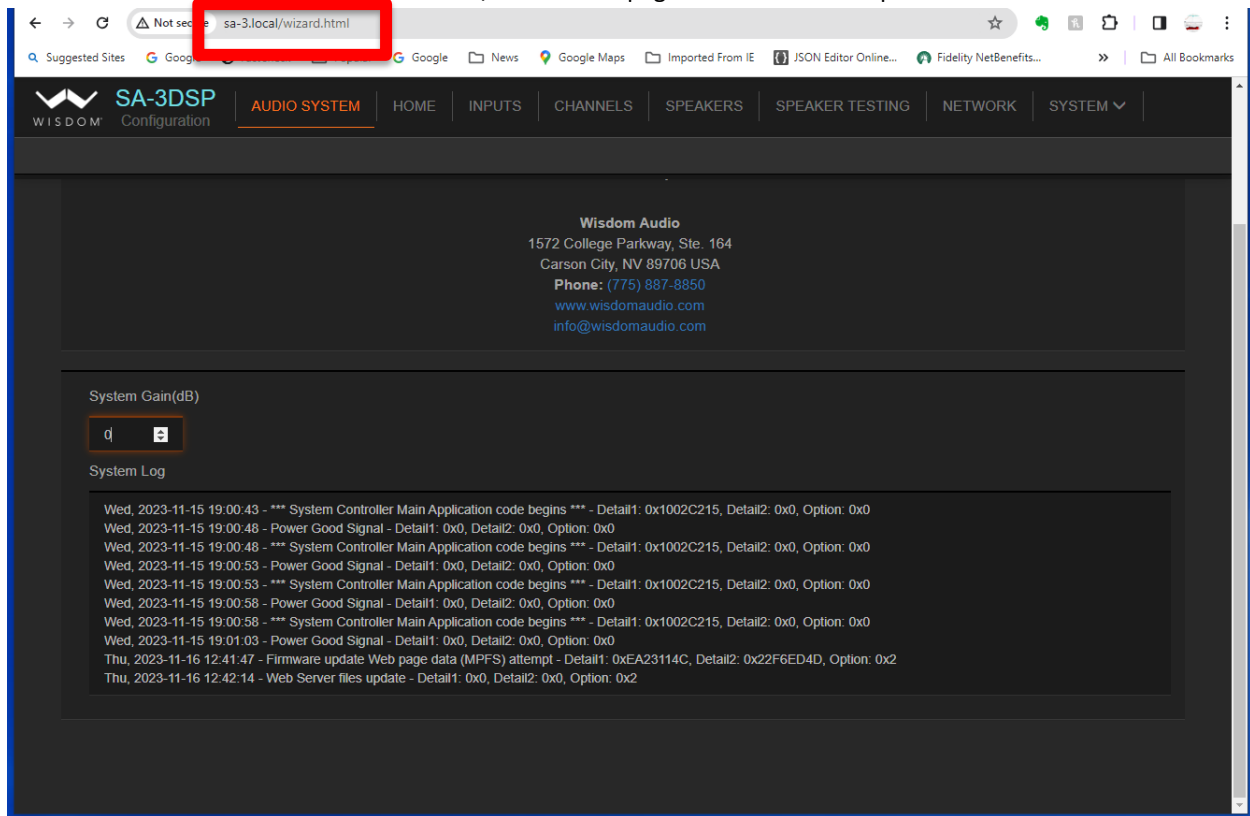 Not secure sa-3.local/wizard.html
Suggested Sites Google News Google Maps Imported From IE JSON Editor Online... Fidelity NetBenefits... » All Bookmarks
SA-3DSP AUDIO SYSTEM HOME INPUTS CHANNELS SPEAKERS SPEAKER TESTING NETWORK SYSTEM
WISDOM Configuration
Wisdom Audio
1572 College Parkway, Ste. 164
Carson City, NV 89706 USA
Phone: (775) 887-8850
www.wisdomaudio.com
info@wisdomaudio.com
System Gain(dB)
0
System Log
Wed, 2023-11-15 19:00:43 - *** System Controller Main Application code begins *** - Detail1: 0x1002C215, Detail2: 0x0, Option: 0x0
Wed, 2023-11-15 19:00:48 - Power Good Signal - Detail1: 0x0, Detail2: 0x0, Option: 0x0
Wed, 2023-11-15 19:00:48 - *** System Controller Main Application code begins *** - Detail1: 0x1002C215, Detail2: 0x0, Option: 0x0
Wed, 2023-11-15 19:00:53 - Power Good Signal - Detail1: 0x0, Detail2: 0x0, Option: 0x0
Wed, 2023-11-15 19:00:53 - *** System Controller Main Application code begins *** - Detail1: 0x1002C215, Detail2: 0x0, Option: 0x0
Wed, 2023-11-15 19:00:58 - Power Good Signal - Detail1: 0x0, Detail2: 0x0, Option: 0x0
Wed, 2023-11-15 19:00:58 - *** System Controller Main Application code begins *** - Detail1: 0x1002C215, Detail2: 0x0, Option: 0x0
Wed, 2023-11-15 19:01:03 - Power Good Signal - Detail1: 0x0, Detail2: 0x0, Option: 0x0
Thu, 2023-11-16 12:41:47 - Firmware update Web page data (MPFS) attempt - Detail1: 0xEA23114C, Detail2: 0x22F6ED4D, Option: 0x2
Thu, 2023-11-16 12:42:14 - Web Server files update - Detail1: 0x0, Detail2: 0x0, Option: 0x2